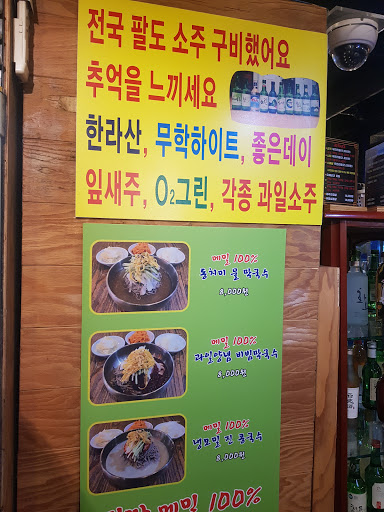 전국 팔도 소주 구비했어요
추억을 느끼세요
한라산, 무학하이트, 좋은데이
잎새주, O₂그린, 각종 과일소주
메밀 100%
동치미 물 막국수
8,000원
메밀 100%
과일양념 비빔막국수
8,000원
메밀 100%
냉모밀 진 콩국수
8,000원
메밀 100%